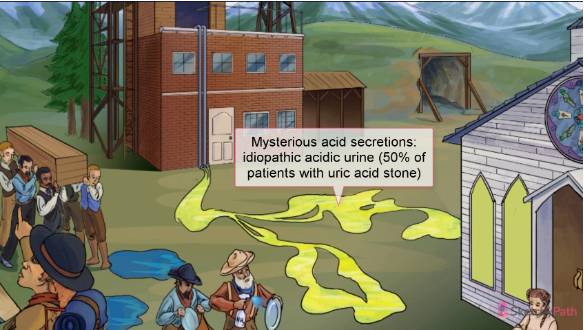 Mysterious acid secretions:
idiopathic acidic urine (50% of
patients with uric acid stone)